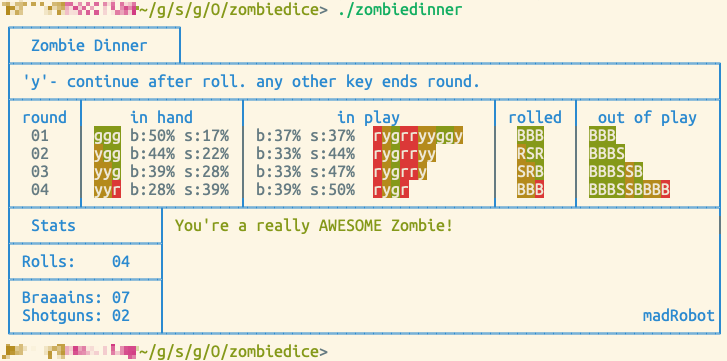 ~/g/s/g/O/zombiedice> ./zombiedinner
Zombie Dinner
'y'- continue after roll. any other key ends round.
round in hand in play rolled out of play
01 ggg b:50% s:17% b:37% s:37% rygrryyggy BBB BBB
02 ygg b:44% s:22% b:33% s:44% rygrryy RSR BBBS
03 yyg b:39% s:28% b:33% s:47% rygrry SRB BBBSSB
04 yyr b:28% s:39% b:39% s:50% rygr BBB BBBSSBBBB
Stats You're a really AWESOME Zombie!
Rolls: 04
Braaains: 07
Shotguns: 02 madRobot
~/g/s/g/O/zombiedice>